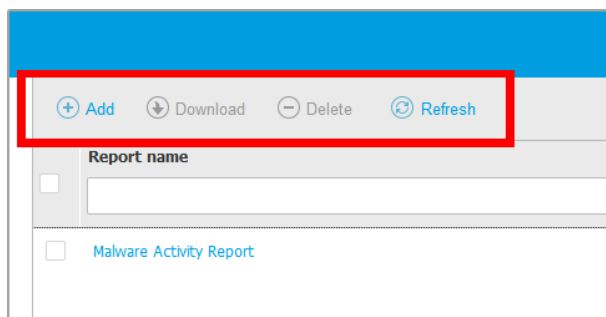 Add Download Delete Refresh
Report name
Malware Activity Report